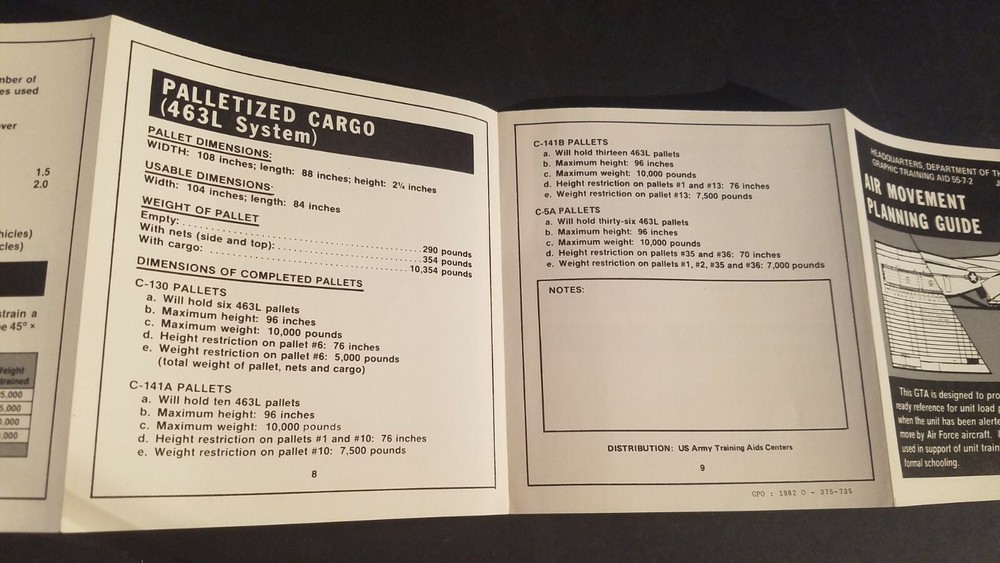 mber of
es used
over
1.5
2.0
hicles)
cles)
strain a
be 45° ×
Weight
trained
5,000
5,000
,000
,000
PALLETIZED CARGO
(463L System)
PALLET DIMENSIONS:
WIDTH: 108 inches; length: 88 inches; height: 2¼ inches
USABLE DIMENSIONS:
Width: 104 inches; length: 84 inches
WEIGHT OF PALLET
Empty: 290 pounds
With nets (side and top): 354 pounds
With cargo: 10,354 pounds
DIMENSIONS OF COMPLETED PALLETS
C-130 PALLETS
a. Will hold six 463L pallets
b. Maximum height: 96 inches
c. Maximum weight: 10,000 pounds
d. Height restriction on pallet #6: 76 inches
e. Weight restriction on pallet #6: 5,000 pounds
(total weight of pallet, nets and cargo)
C-141A PALLETS
a. Will hold ten 463L pallets
b. Maximum height: 96 inches
c. Maximum weight: 10,000 pounds
d. Height restriction on pallets #1 and #10: 76 inches
e. Weight restriction on pallet #10: 7,500 pounds
8
C-141B PALLETS
a. Will hold thirteen 463L pallets
b. Maximum height: 96 inches
c. Maximum weight: 10,000 pounds
d. Height restriction on pallets #1 and #13: 76 inches
e. Weight restriction on pallet #13: 7,500 pounds
C-5A PALLETS
a. Will hold thirty-six 463L pallets
b. Maximum height: 96 inches
c. Maximum weight: 10,000 pounds
d. Height restriction on pallets #35 and #36: 70 inches
e. Weight restriction on pallets #1, #2, #35 and #36: 7,000 pounds
NOTES:
DISTRIBUTION: US Army Training Aids Centers
9
GPO : 1982 O - 375-735
HEADQUARTERS, DEPARTMENT OF TH
GRAPHIC TRAINING AID 55-7-2
AIR MOVEMENT
PLANNING GUIDE
This GTA is designed to pro
ready reference for unit load p
when the unit has been alerte
move by Air Force aircraft. I
used in support of unit train
formal schooling.